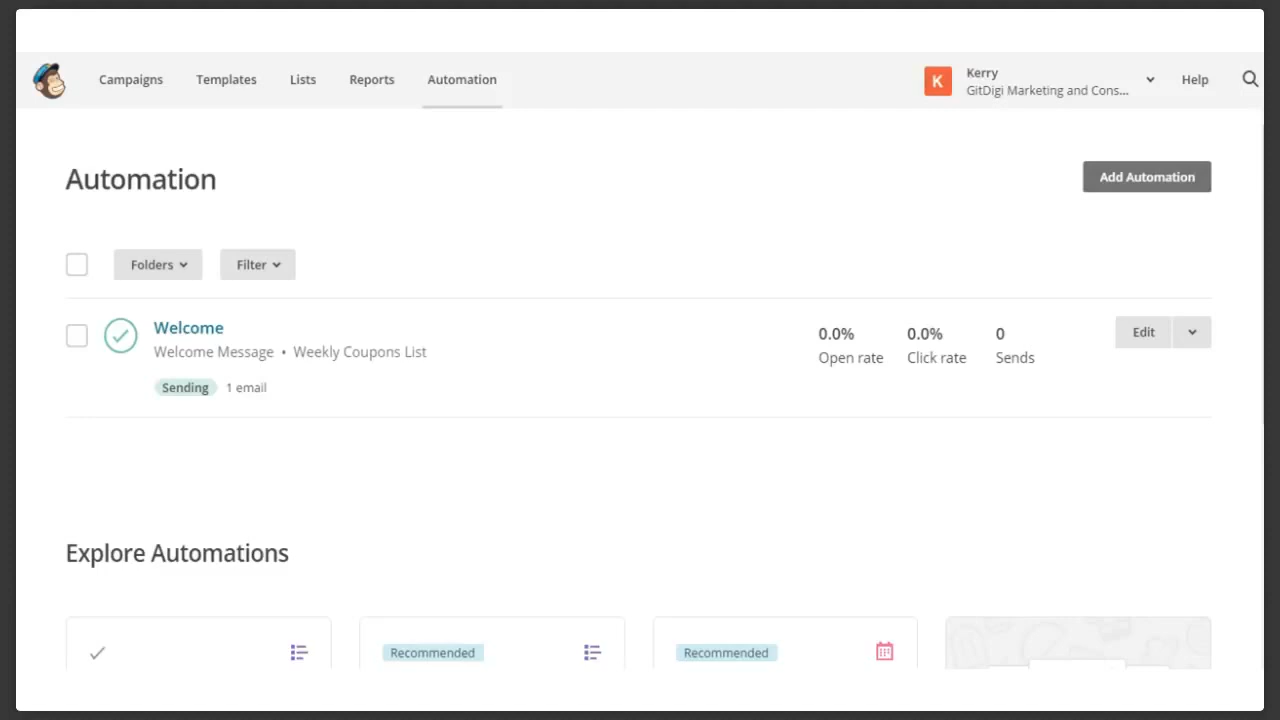 Campaigns Templates Lists Reports Automation
K Kerry
GitDigi Marketing and Cons...
Help
Automation
Add Automation
Folders Filter
Welcome
Welcome Message • Weekly Coupons List
Sending 1 email
0.0% 0.0% 0
Open rate Click rate Sends
Edit
Explore Automations
Recommended Recommended